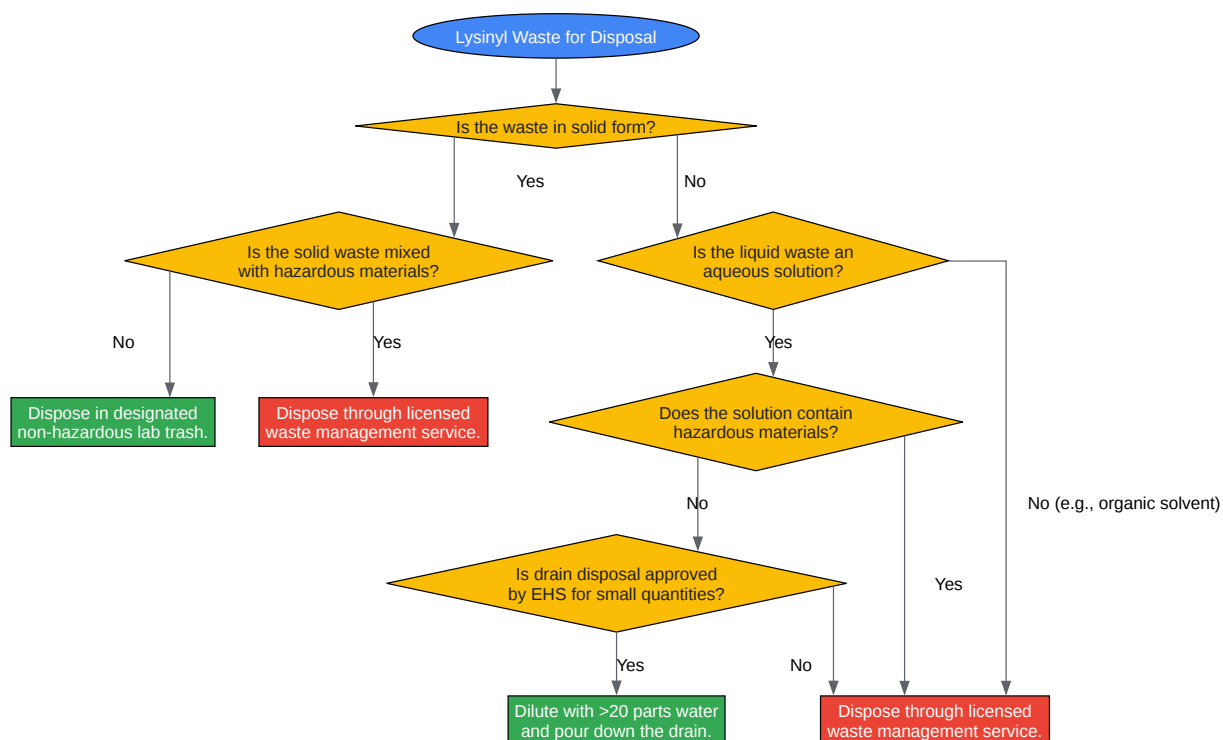 Lysinyl Waste for Disposal
Is the waste in solid form?
Yes
No
Is the solid waste mixed
with hazardous materials?
Is the liquid waste an
aqueous solution?
No
Yes
Yes
Dispose in designated
non-hazardous lab trash.
Dispose through licensed
waste management service.
Does the solution contain
hazardous materials?
No
No (e.g., organic solvent)
Is drain disposal approved
by EHS for small quantities?
Yes
Yes
No
Dilute with >20 parts water
and pour down the drain.
Dispose through licensed
waste management service.